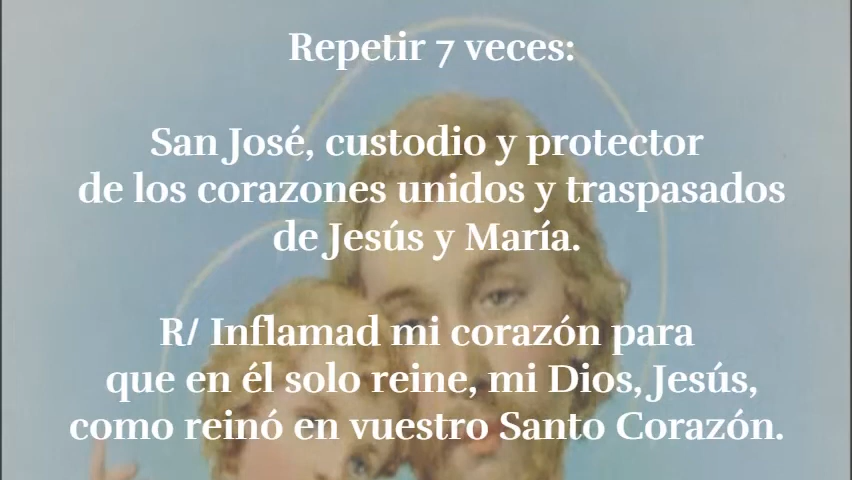 Repetir 7 veces:
San José, custodio y protector
de los corazones unidos y traspasados
de Jesús y María.
R/ Inflamad mi corazón para
que en él solo reine, mi Dios, Jesús,
como reinó en vuestro Santo Corazón.